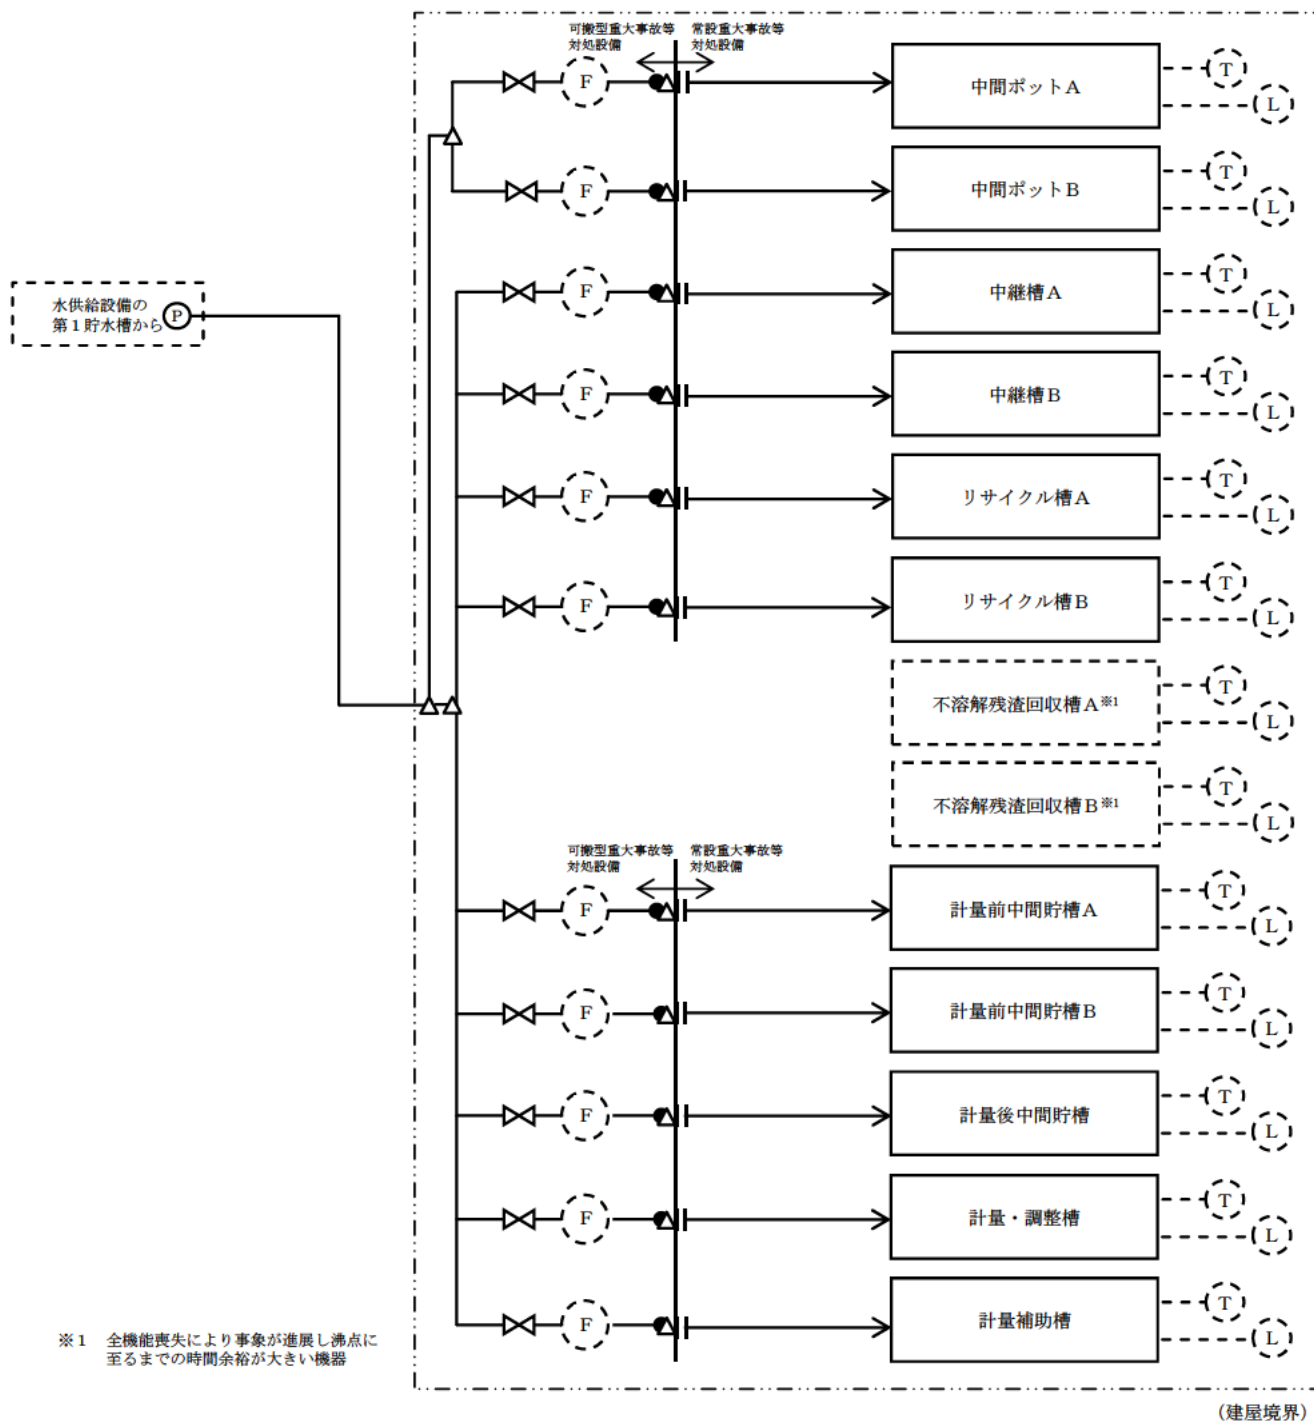 可搬型重大事故等
対処設備
常設重大事故等
対処設備
F
中間ポットA
T
L
F
中間ポットB
T
L
水供給設備の
第1貯水槽から
P
F
中継槽A
T
L
F
中継槽B
T
L
F
リサイクル槽A
T
L
F
リサイクル槽B
T
L
不溶解残渣回収槽A※1
T
L
不溶解残渣回収槽B※1
T
L
可搬型重大事故等
対処設備
常設重大事故等
対処設備
F
計量前中間貯槽A
T
L
F
計量前中間貯槽B
T
L
F
計量後中間貯槽
T
L
F
計量・調整槽
T
L
F
計量補助槽
T
L
※1 全機能喪失により事象が進展し沸点に
至るまでの時間余裕が大きい機器
(建屋境界)